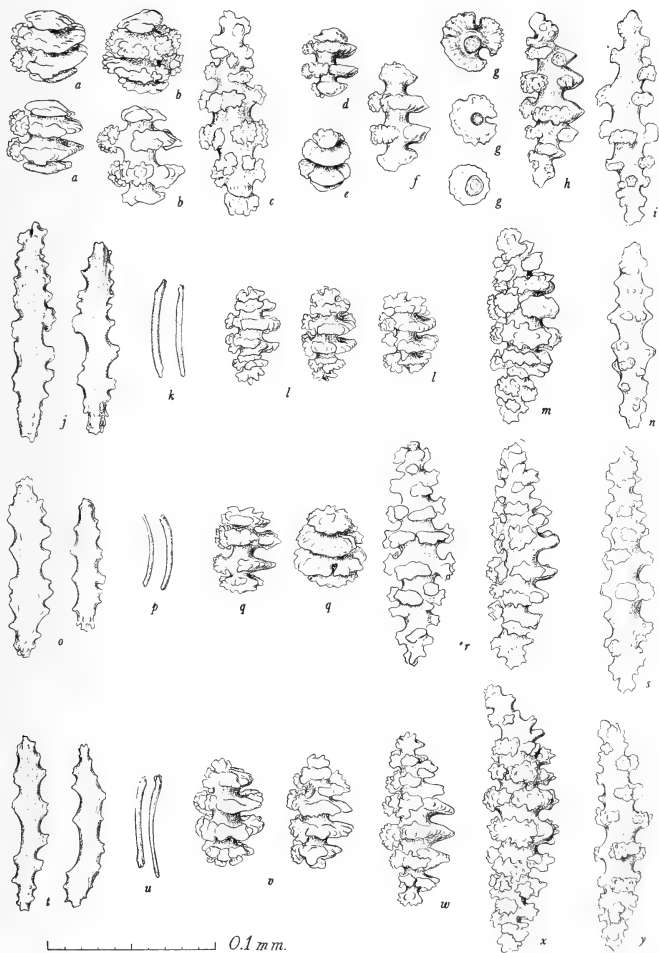 a b c d e f g g g h i
a b
j k l l m n
o p q q r s
t u v w x y
0.1 mm.